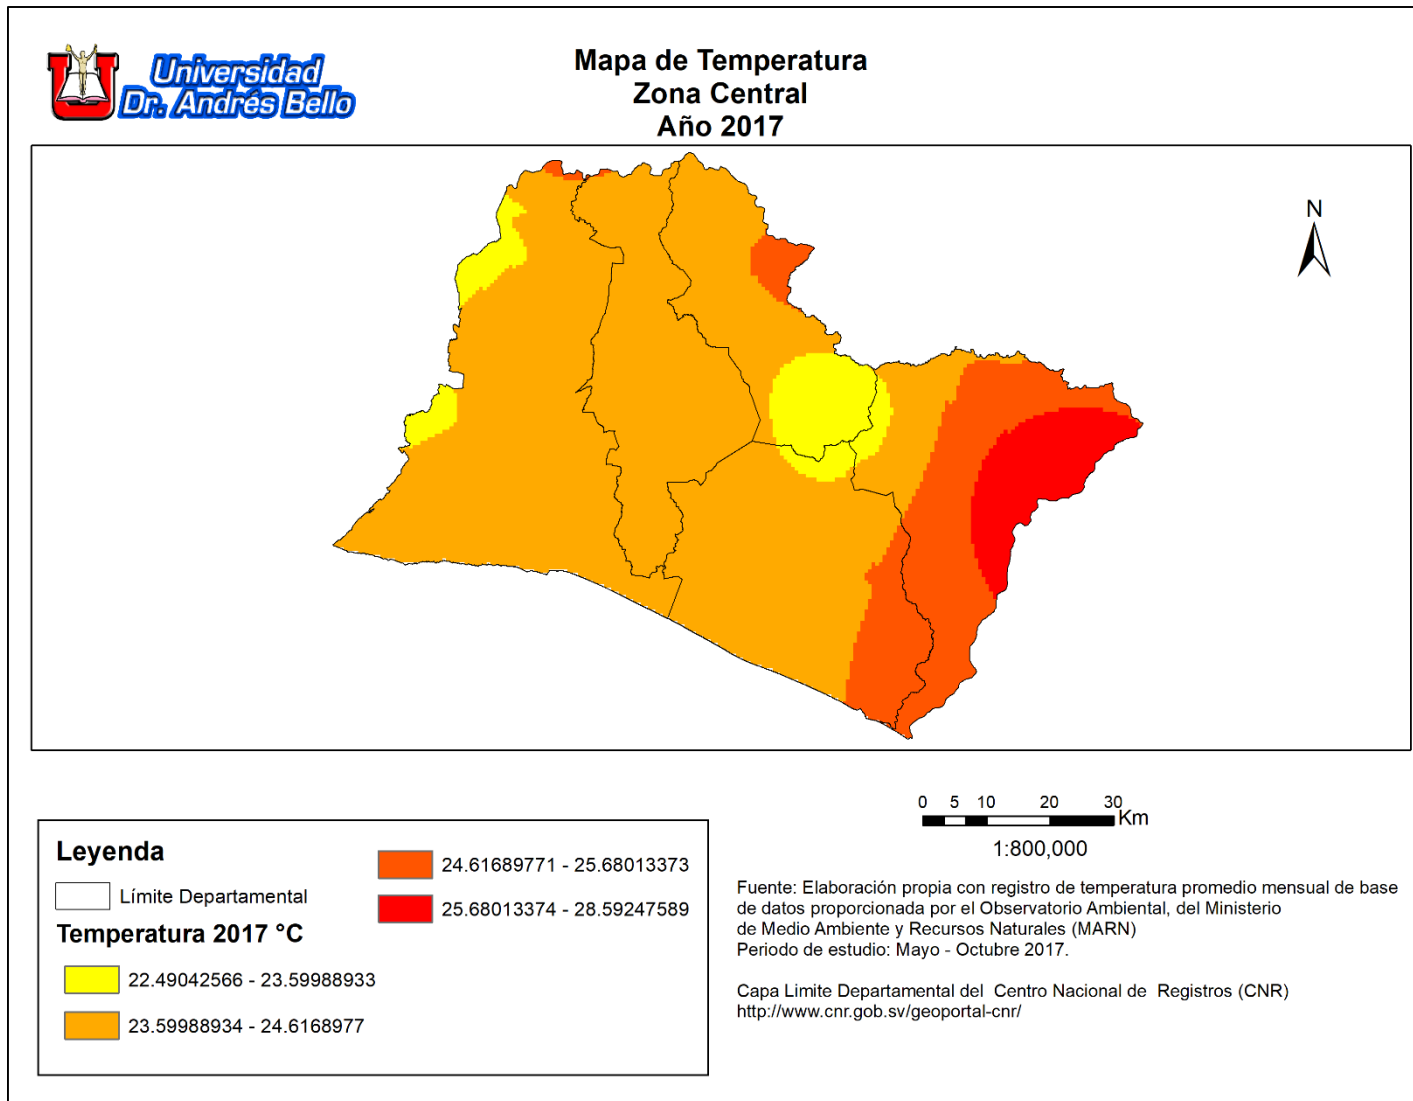 Universidad
Dr. Andrés Bello
Mapa de Temperatura
Zona Central
Año 2017
N
0 5 10 20 30
Km
1:800,000
Leyenda
Límite Departamental
Temperatura 2017 °C
22.49042566 - 23.59988933
23.59988934 - 24.6168977
24.61689771 - 25.68013373
25.68013374 - 28.59247589
Fuente: Elaboración propia con registro de temperatura promedio mensual de base
de datos proporcionada por el Observatorio Ambiental, del Ministerio
de Medio Ambiente y Recursos Naturales (MARN)
Periodo de estudio: Mayo - Octubre 2017.
Capa Limite Departamental del Centro Nacional de Registros (CNR)
http://www.cnr.gob.sv/geoportal-cnr/